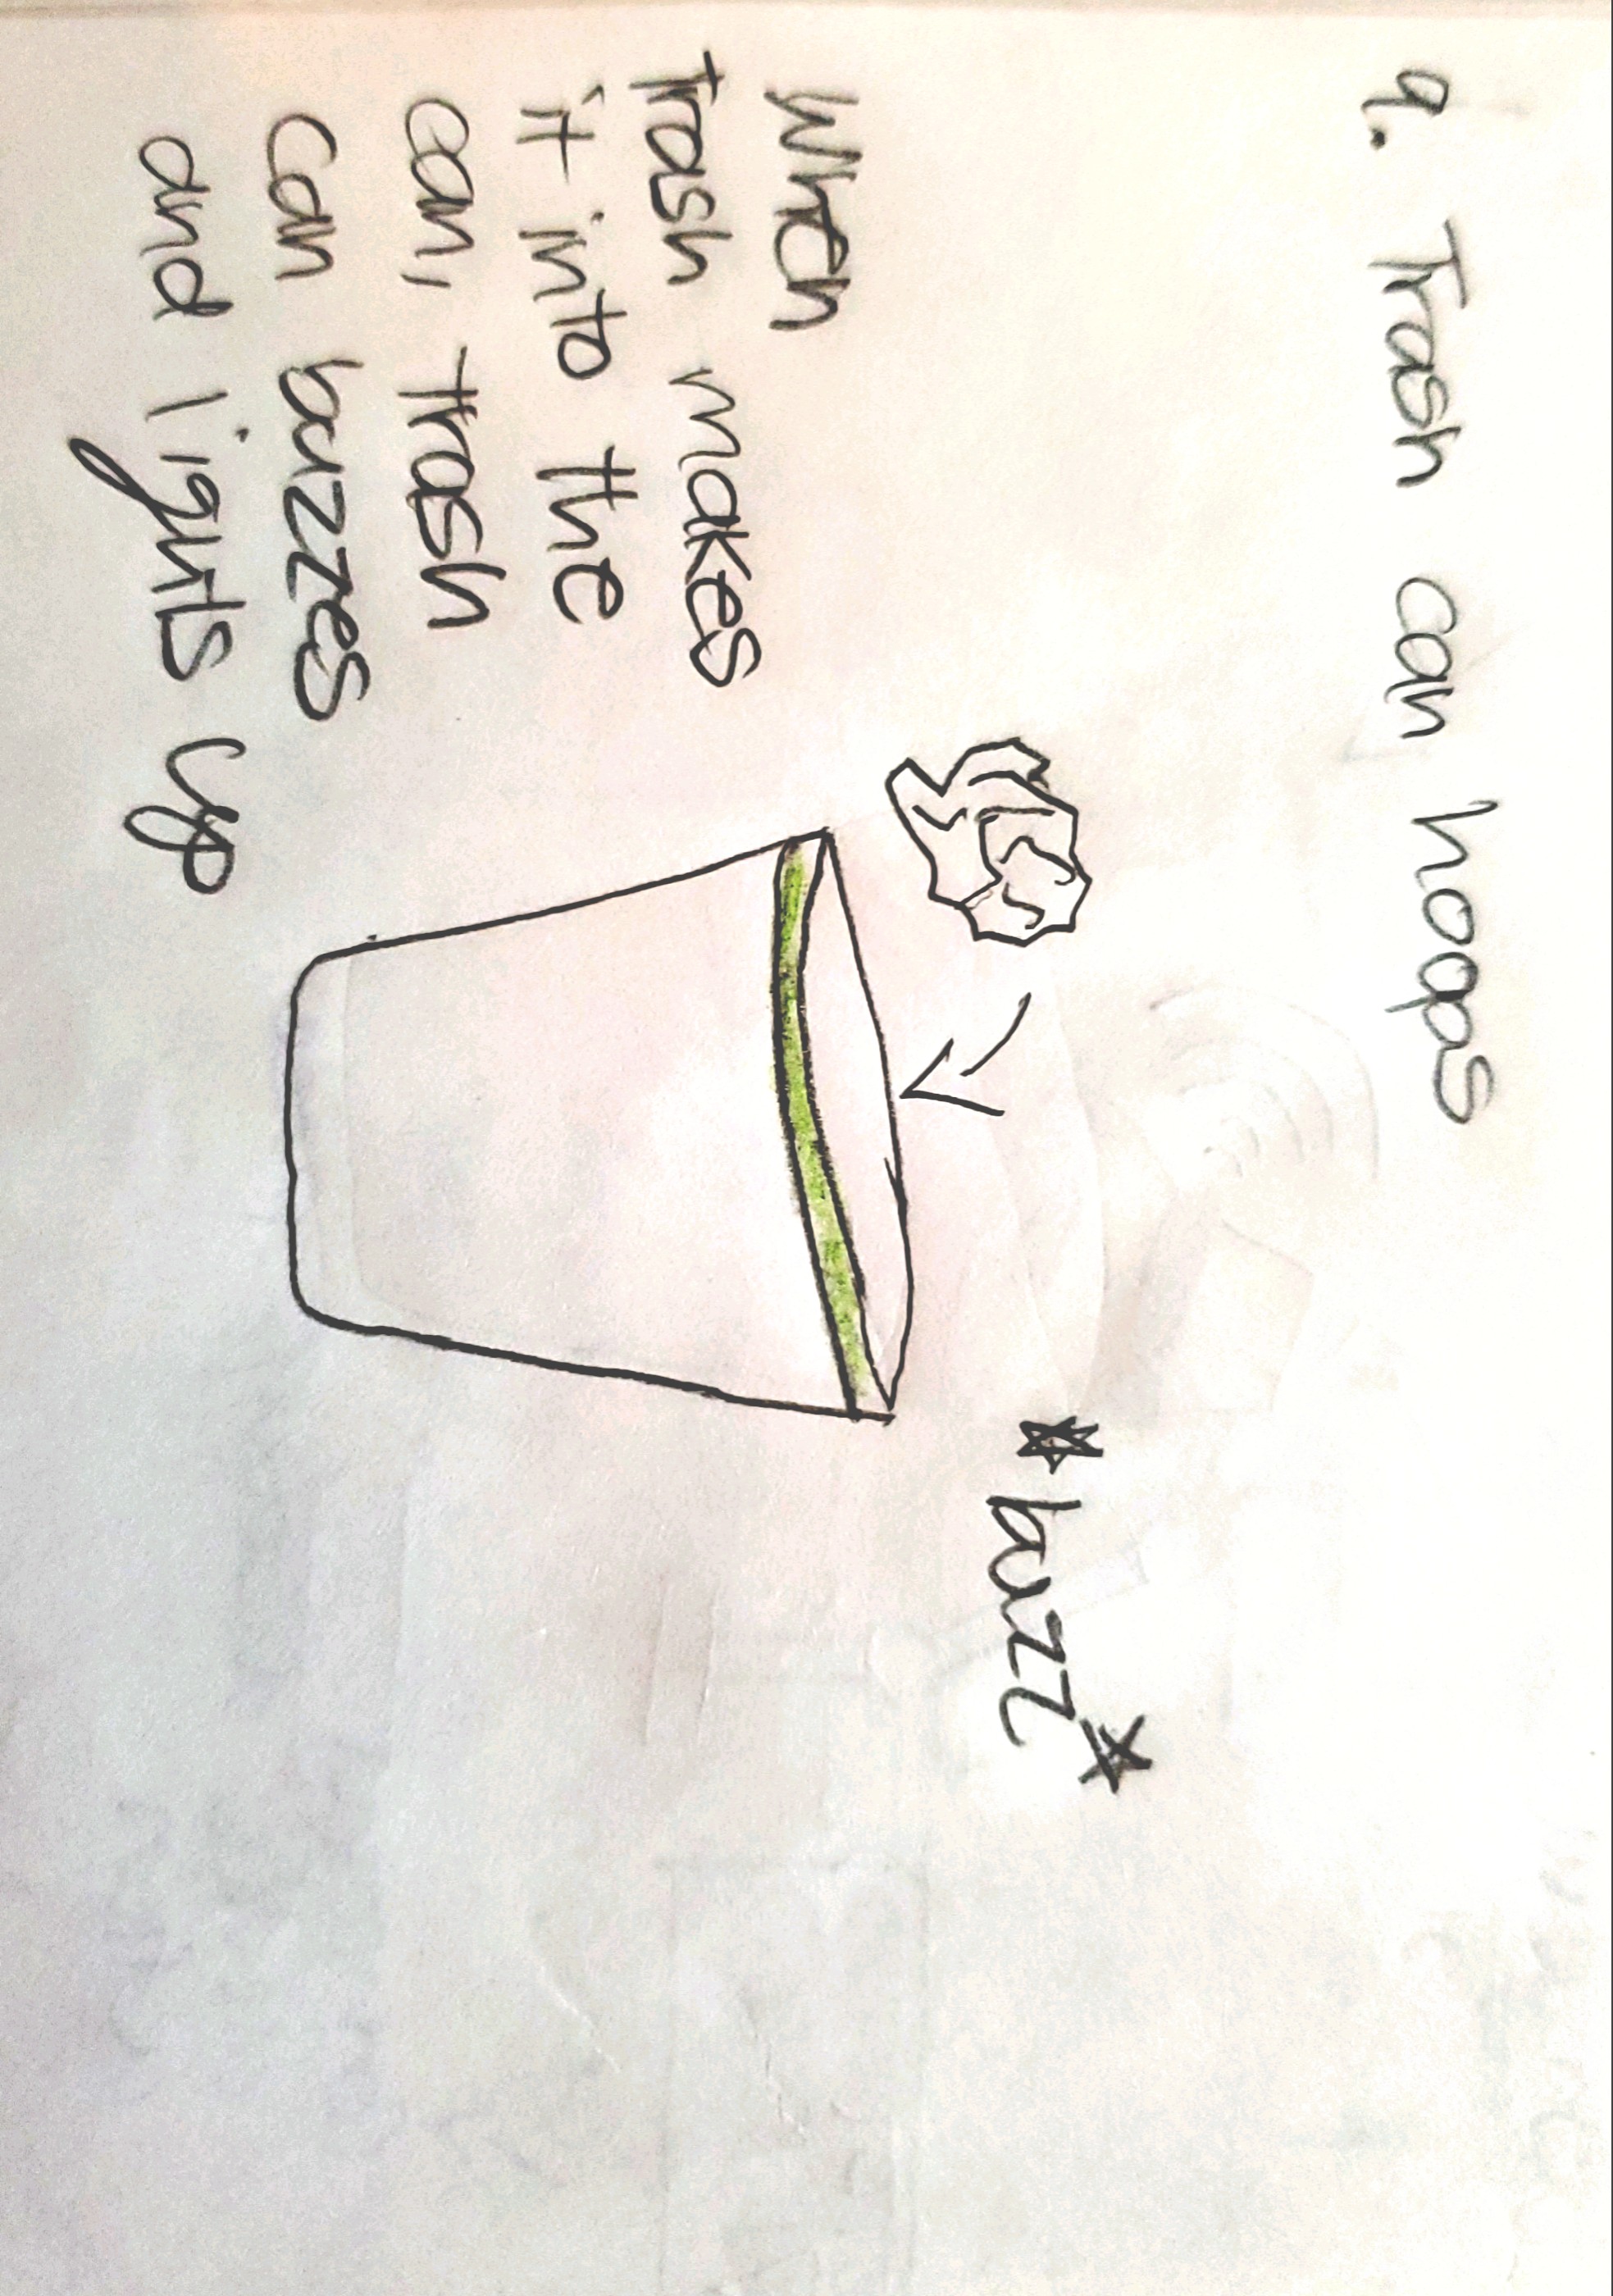 9. Trash can hoops
*buzz*
When
Trash makes
it into the
can, trash
can buzzes
and lights up